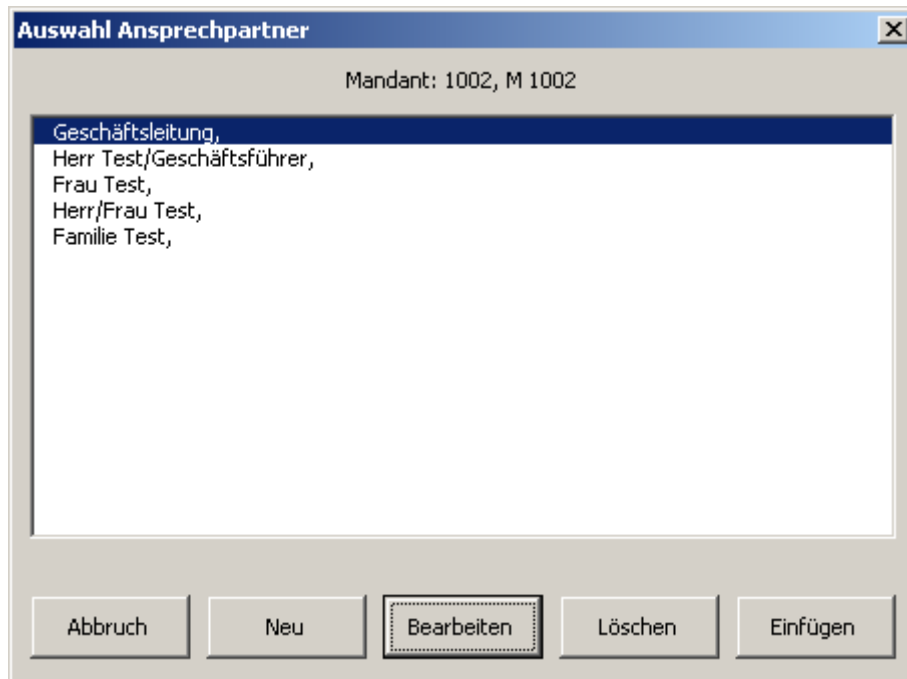 Auswahl Ansprechpartner
Mandant: 1002, M 1002
Geschäftsleitung,
Herr Test/Geschäftsführer,
Frau Test,
Herr/Frau Test,
Familie Test,
Abbruch
Neu
Bearbeiten
Löschen
Einfügen